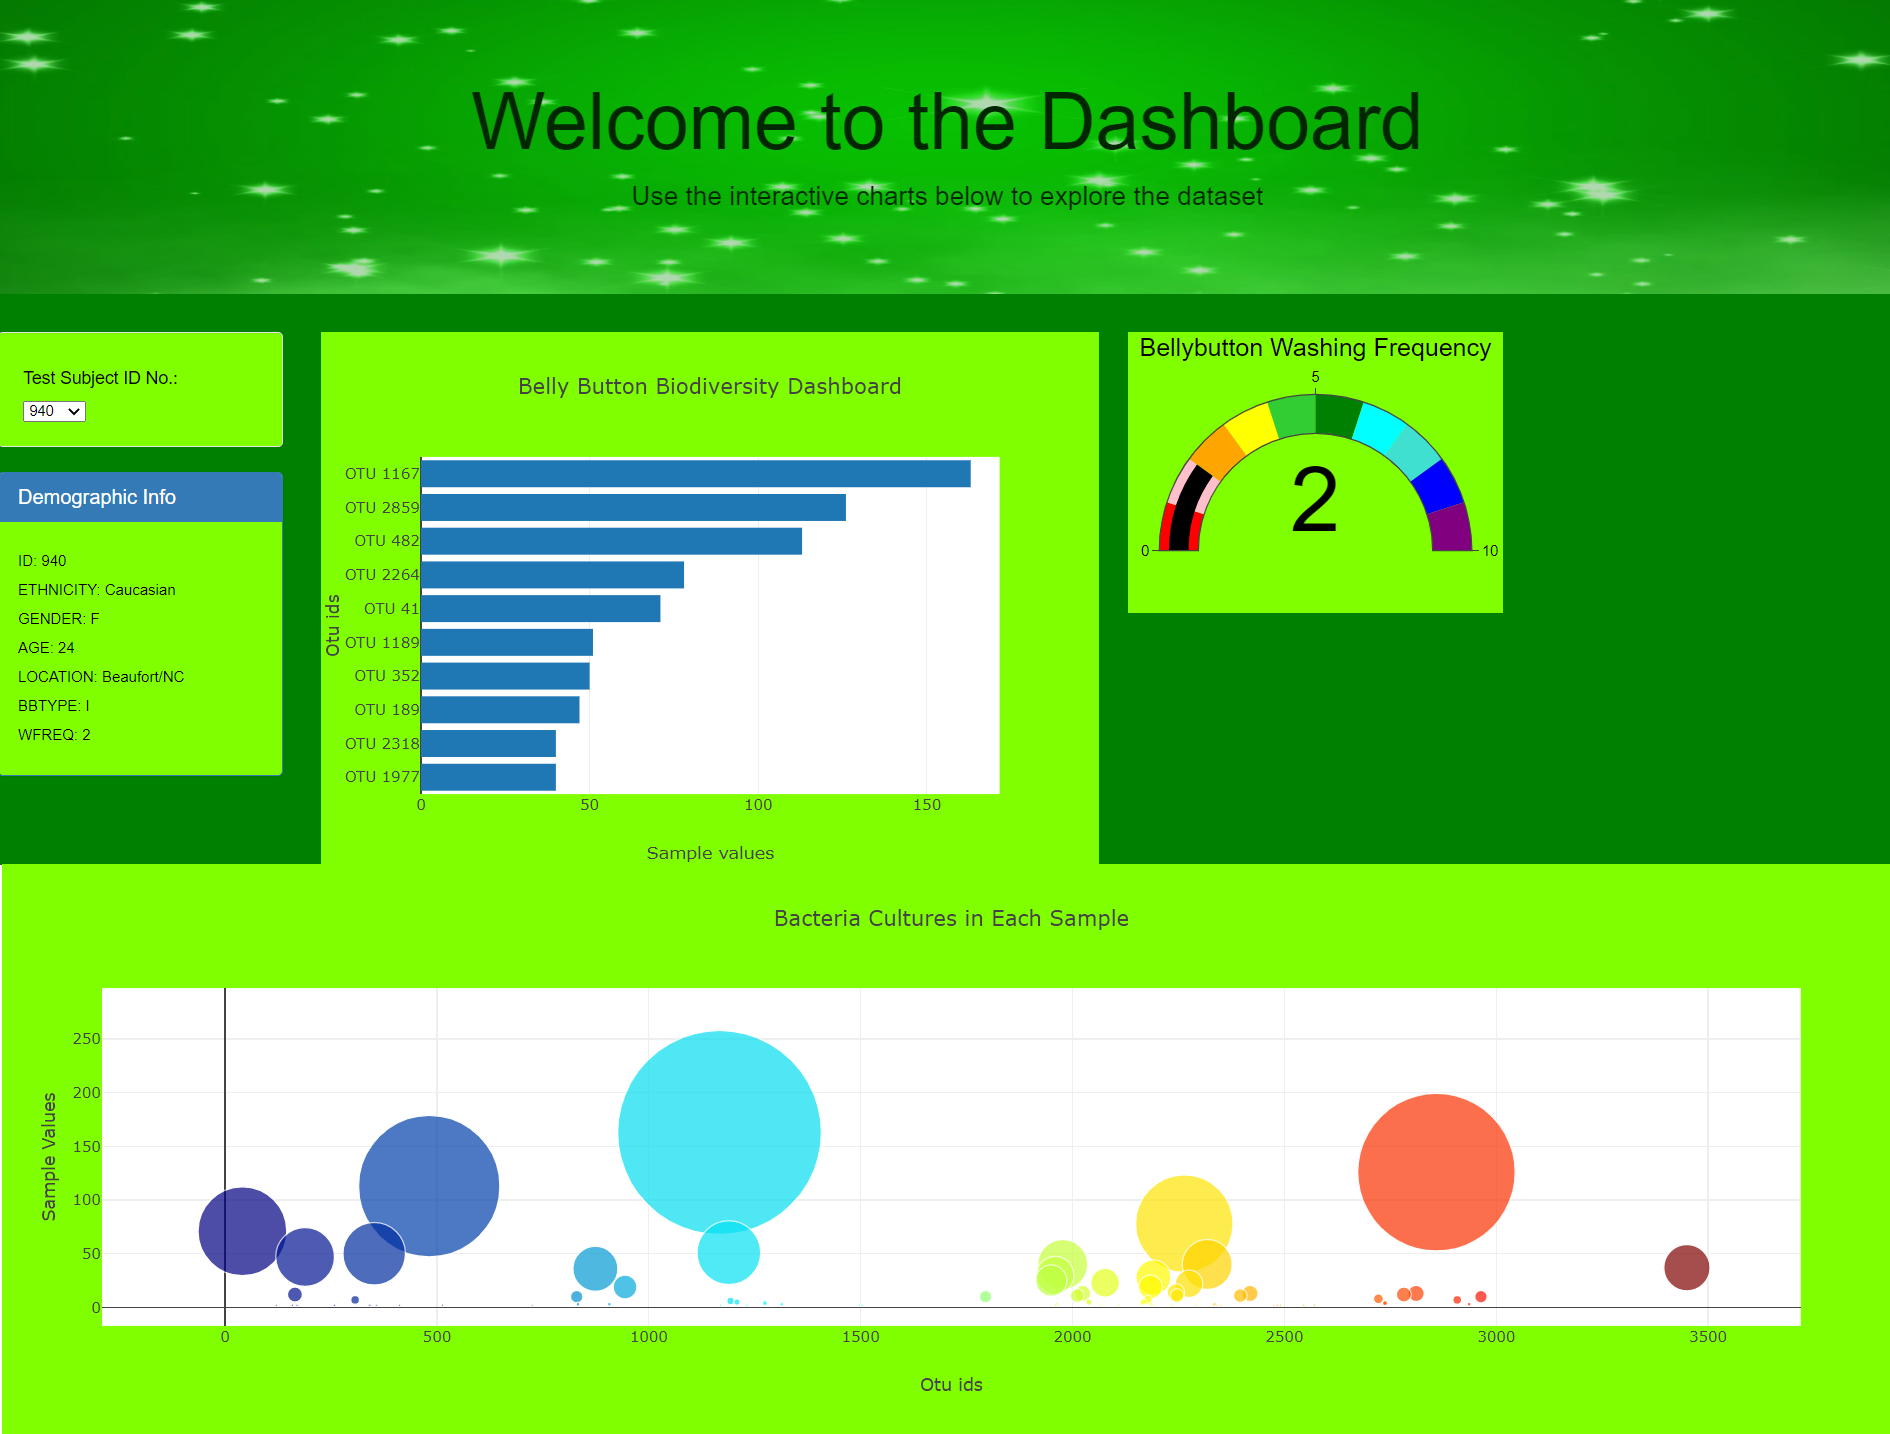 Welcome to the Dashboard
Use the interactive charts below to explore the dataset
Test Subject ID No.:
940
Demographic Info
ID: 940
ETHNICITY: Caucasian
GENDER: F
AGE: 24
LOCATION: Beaufort/NC
BBTYPE: I
WFREQ: 2
Belly Button Biodiversity Dashboard
Otu ids
OTU 1167
OTU 2859
OTU 482
OTU 2264
OTU 41
OTU 1189
OTU 352
OTU 189
OTU 2318
OTU 1977
0 50 100 150
Sample values
Bellybutton Washing Frequency
5
2
0 10
Bacteria Cultures in Each Sample
Sample Values
250
200
150
100
50
0
0 500 1000 1500 2000 2500 3000 3500
Otu ids